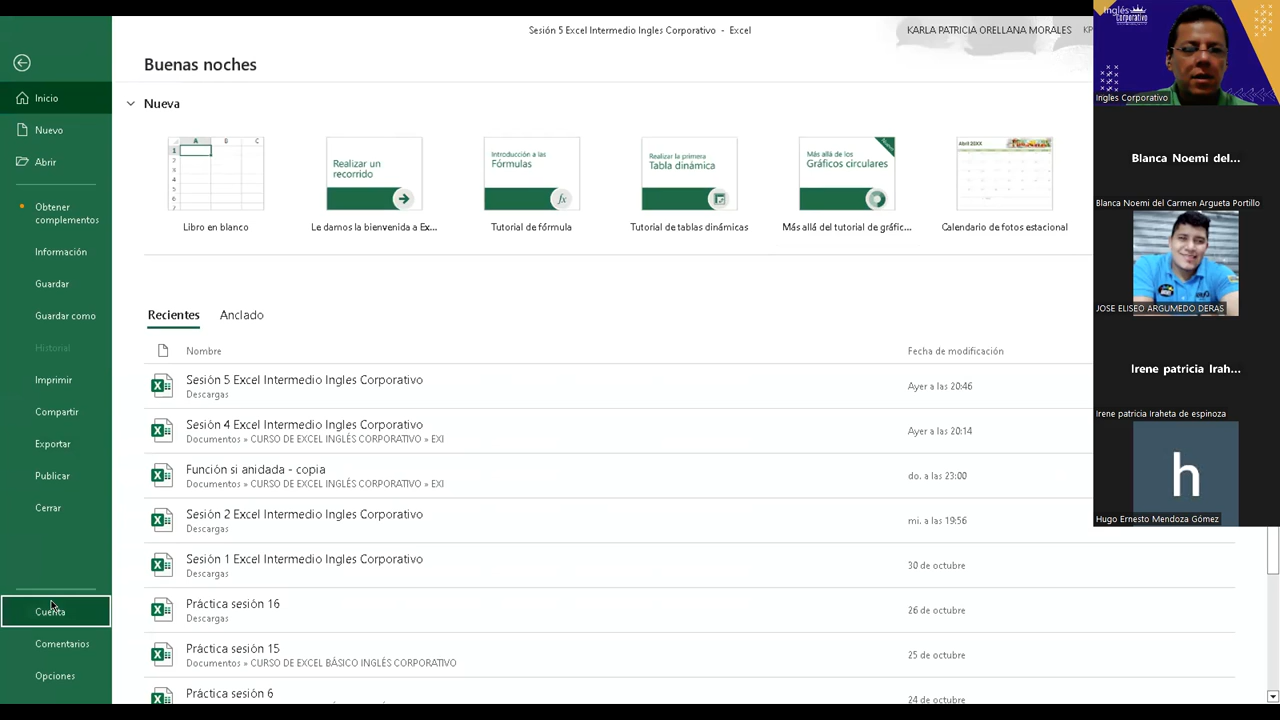 Sesión 5 Excel Intermedio Ingles Corporativo - Excel
KARLA PATRICIA ORELLANA MORALES
Buenas noches
Inicio
Nuevo
Abrir
Obtener
complementos
Información
Guardar
Guardar como
Historial
Imprimir
Compartir
Exportar
Publicar
Cerrar
Cuenta
Comentarios
Opciones
Nueva
A
Realizar un
recorrido
Introducción a las
Fórmulas
fx
Realizar la primera
Tabla dinámica
Más allá de los
Gráficos circulares
Abril 20XX
Libro en blanco
Le damos la bienvenida a Ex...
Tutorial de fórmula
Tutorial de tablas dinámicas
Más allá del tutorial de gráfic...
Calendario de fotos estacional
Recientes Anclado
Nombre Fecha de modificación
Sesión 5 Excel Intermedio Ingles Corporativo
Descargas
Ayer a las 20:46
Sesión 4 Excel Intermedio Ingles Corporativo
Documentos » CURSO DE EXCEL INGLÉS CORPORATIVO » EXI
Ayer a las 20:14
Función si anidada - copia
Documentos » CURSO DE EXCEL INGLÉS CORPORATIVO » EXI
do. a las 23:00
Sesión 2 Excel Intermedio Ingles Corporativo
Descargas
mi. a las 19:56
Sesión 1 Excel Intermedio Ingles Corporativo
Descargas
30 de octubre
Práctica sesión 16
Descargas
26 de octubre
Práctica sesión 15
Documentos » CURSO DE EXCEL BÁSICO INGLÉS CORPORATIVO
25 de octubre
Práctica sesión 6
24 de octubre
Inglés
Corporativo
Ingles Corporativo
Blanca Noemi del...
Blanca Noemi del Carmen Argueta Portillo
JOSE ELISEO ARGUMEDO DERAS
Irene patricia Irah...
Irene patricia Iraheta de espinoza
h
Hugo Ernesto Mendoza Gómez